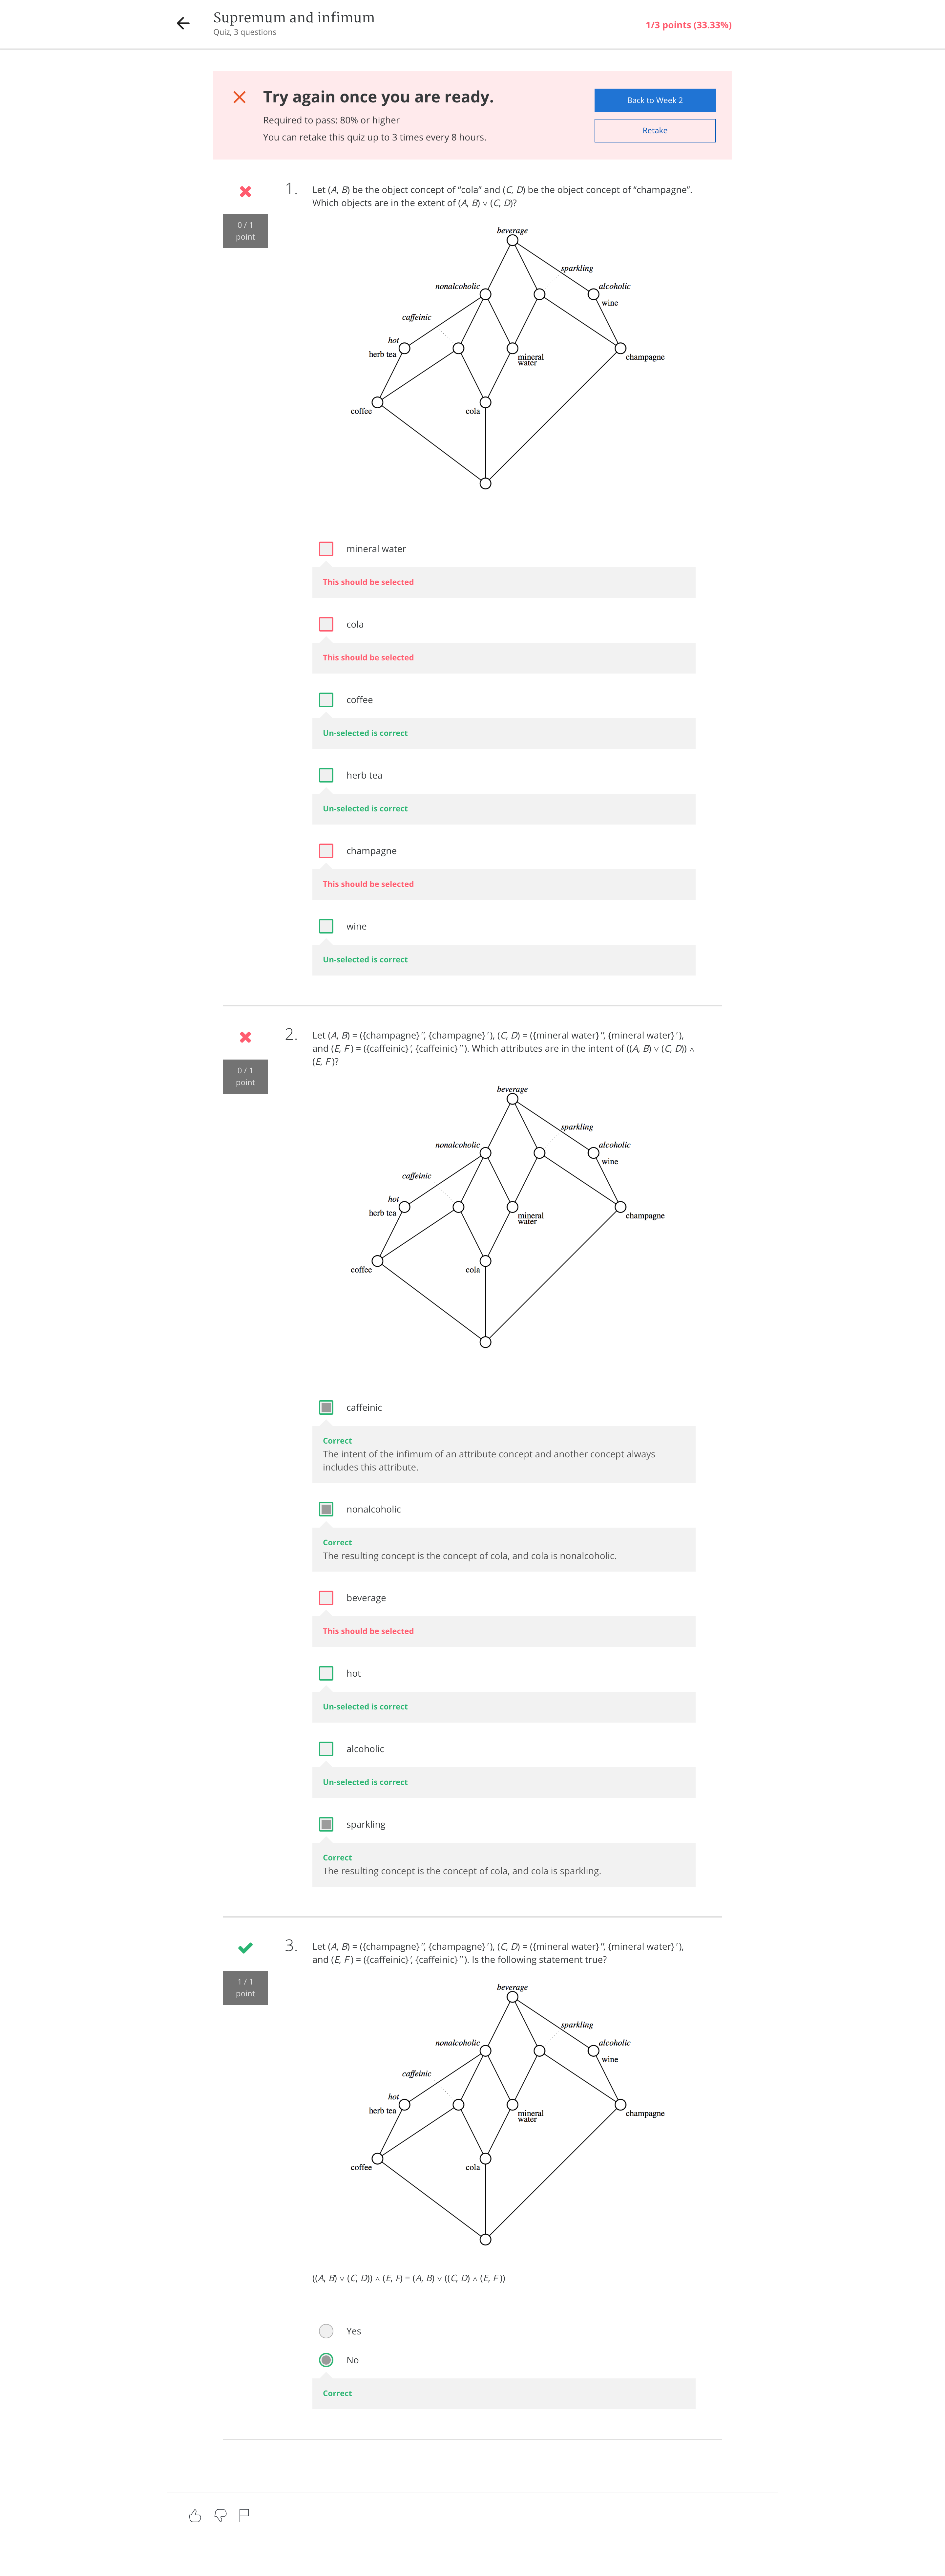 Supremum and infimum
Quiz, 3 questions
1/3 points (33.33%)
Try again once you are ready.
Required to pass: 80% or higher
You can retake this quiz up to 3 times every 8 hours.
Back to Week 2
Retake
0 / 1
point
1.
Let (A, B) be the object concept of “cola” and (C, D) be the object concept of “champagne”.
Which objects are in the extent of (A, B) ∨ (C, D)?
beverage
sparkling
nonalcoholic
alcoholic
wine
caffeinic
hot
herb tea
mineral
water
champagne
coffee
cola
mineral water
This should be selected
cola
This should be selected
coffee
Un-selected is correct
herb tea
Un-selected is correct
champagne
This should be selected
wine
Un-selected is correct
0 / 1
point
2.
Let (A, B) = ({champagne}′′, {champagne}′), (C, D) = ({mineral water}′′, {mineral water}′),
and (E, F) = ({caffeinic}′, {caffeinic}′′). Which attributes are in the intent of ((A, B) ∨ (C, D)) ∧
(E, F)?
beverage
sparkling
nonalcoholic
alcoholic
wine
caffeinic
hot
herb tea
mineral
water
champagne
coffee
cola
caffeinic
Correct
The intent of the infimum of an attribute concept and another concept always
includes this attribute.
nonalcoholic
Correct
The resulting concept is the concept of cola, and cola is nonalcoholic.
beverage
This should be selected
hot
Un-selected is correct
alcoholic
Un-selected is correct
sparkling
Correct
The resulting concept is the concept of cola, and cola is sparkling.
1 / 1
point
3.
Let (A, B) = ({champagne}′′, {champagne}′), (C, D) = ({mineral water}′′, {mineral water}′),
and (E, F) = ({caffeinic}′, {caffeinic}′′). Is the following statement true?
beverage
sparkling
nonalcoholic
alcoholic
wine
caffeinic
hot
herb tea
mineral
water
champagne
coffee
cola
((A, B) ∨ (C, D)) ∧ (E, F) = (A, B) ∨ ((C, D) ∧ (E, F))
Yes
No
Correct